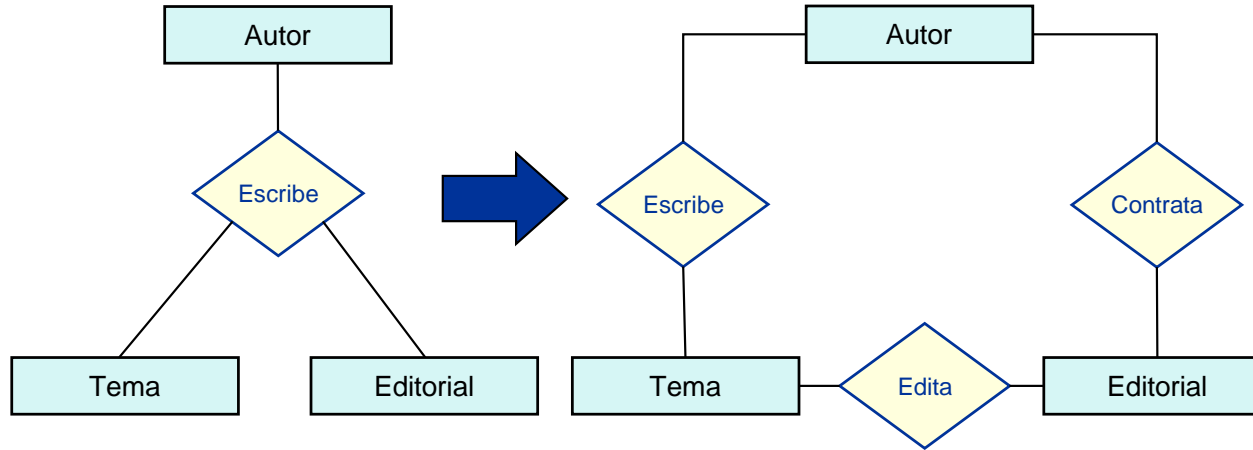 Autor
Escribe
Tema
Editorial
Autor
Escribe
Contrata
Tema
Edita
Editorial